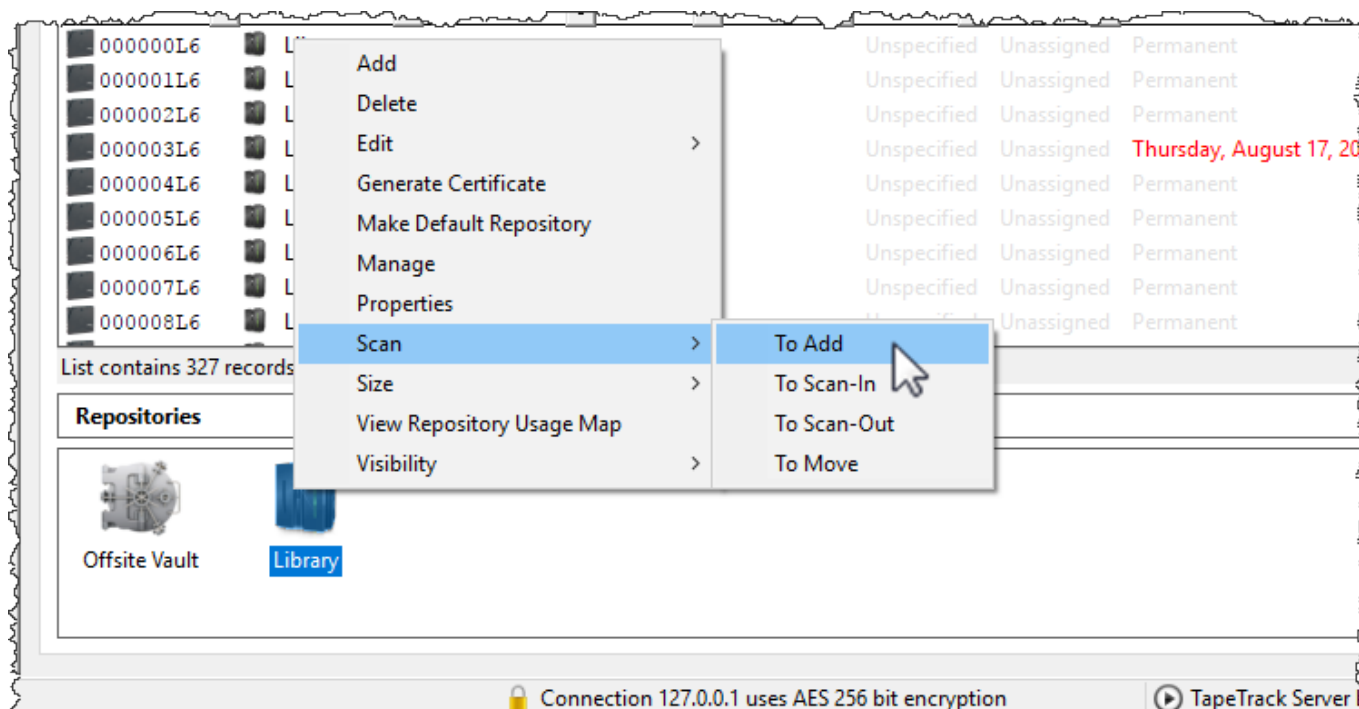 000000L6 Unspecified Unassigned Permanent
Add
000001L6 L Unspecified Unassigned Permanent
Delete
000002L6 L Unspecified Unassigned Permanent
Edit
000003L6 L Unspecified Unassigned Thursday, August 17, 20
Generate Certificate
000004L6 L Unspecified Unassigned Permanent
Make Default Repository
000005L6 L Unspecified Unassigned Permanent
Manage
000006L6 L Unspecified Unassigned Permanent
Properties
000007L6 L Unspecified Unassigned Permanent
000008L6 L Unassigned Permanent
Scan To Add
List contains 327 records
Size To Scan-In
Repositories
View Repository Usage Map To Scan-Out
Visibility To Move
Offsite Vault Library
Connection 127.0.0.1 uses AES 256 bit encryption TapeTrack Server